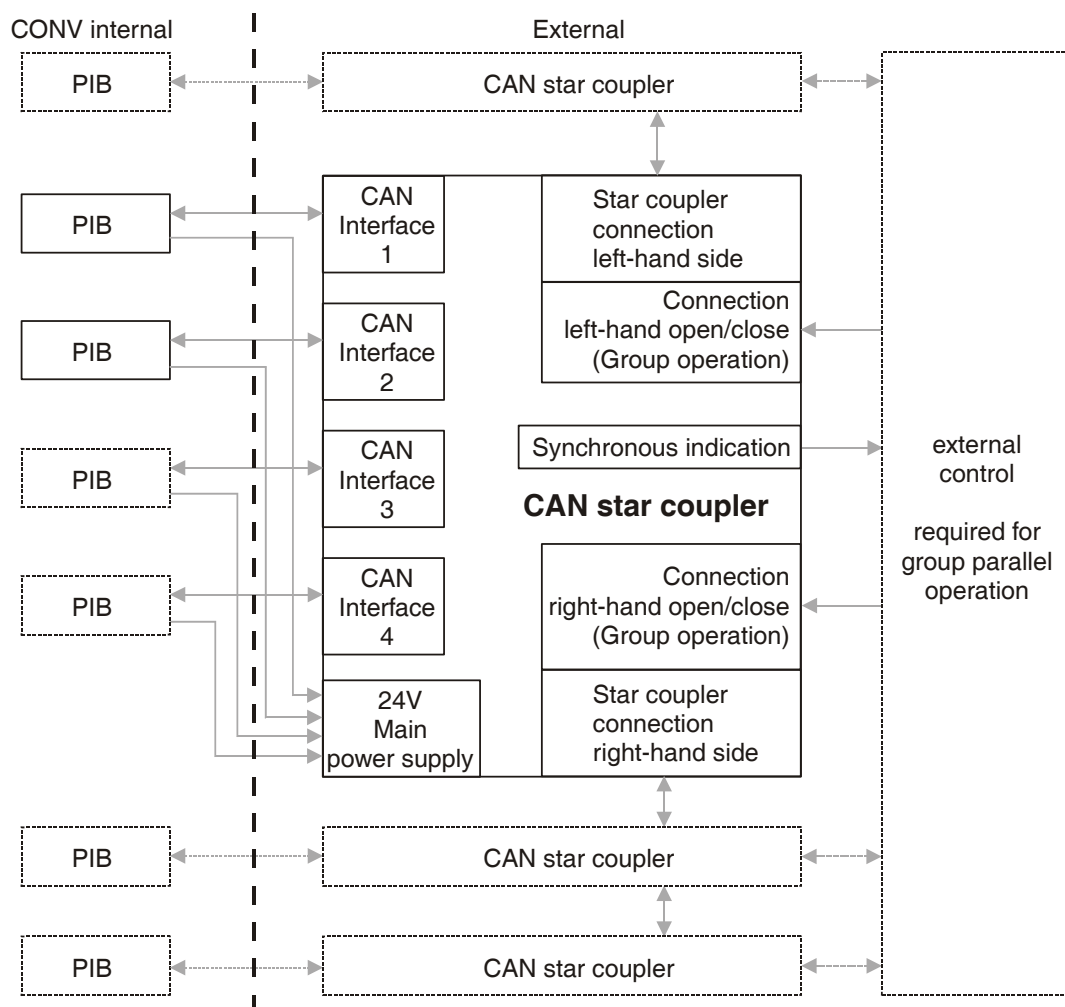 CONV internal
External
PIB
CAN star coupler
PIB
CAN
Interface
1
Star coupler
connection
left-hand side
PIB
CAN
Interface
2
Connection
left-hand open/close
(Group operation)
PIB
CAN
Interface
3
Synchronous indication
CAN star coupler
external
control
required for
group parallel
operation
PIB
CAN
Interface
4
Connection
right-hand open/close
(Group operation)
24V
Main
power supply
Star coupler
connection
right-hand side
PIB
CAN star coupler
PIB
CAN star coupler